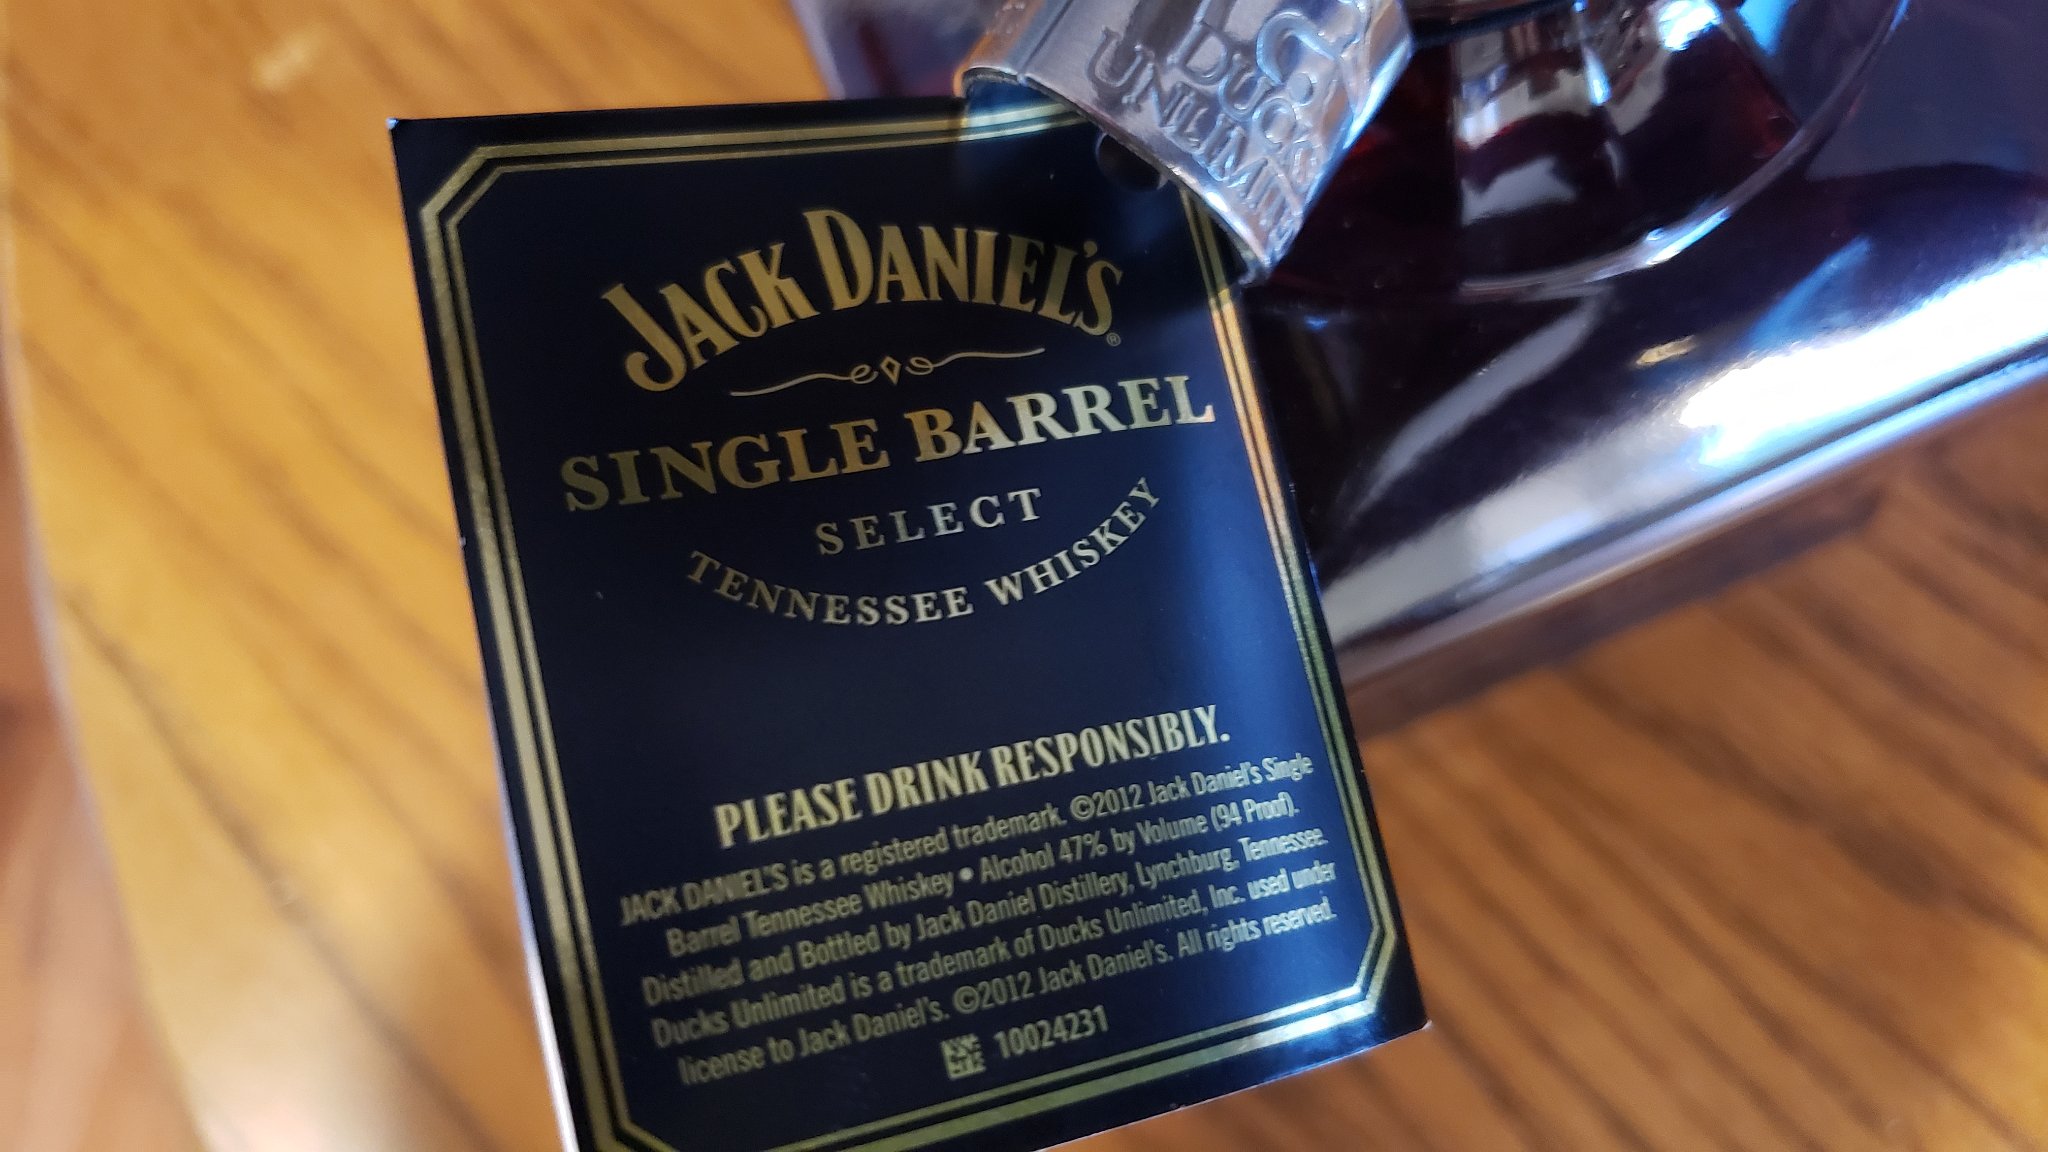 DUCKS
UNLIMITED
JACK DANIEL'S®
SINGLE BARREL
SELECT
TENNESSEE WHISKEY
PLEASE DRINK RESPONSIBLY.
JACK DANIEL'S is a registered trademark. ©2012 Jack Daniel's Single
Barrel Tennessee Whiskey • Alcohol 47% by Volume (94 Proof).
Distilled and Bottled by Jack Daniel Distillery, Lynchburg, Tennessee.
Ducks Unlimited is a trademark of Ducks Unlimited, Inc. used under
license to Jack Daniel's. ©2012 Jack Daniel's. All rights reserved.
10024231